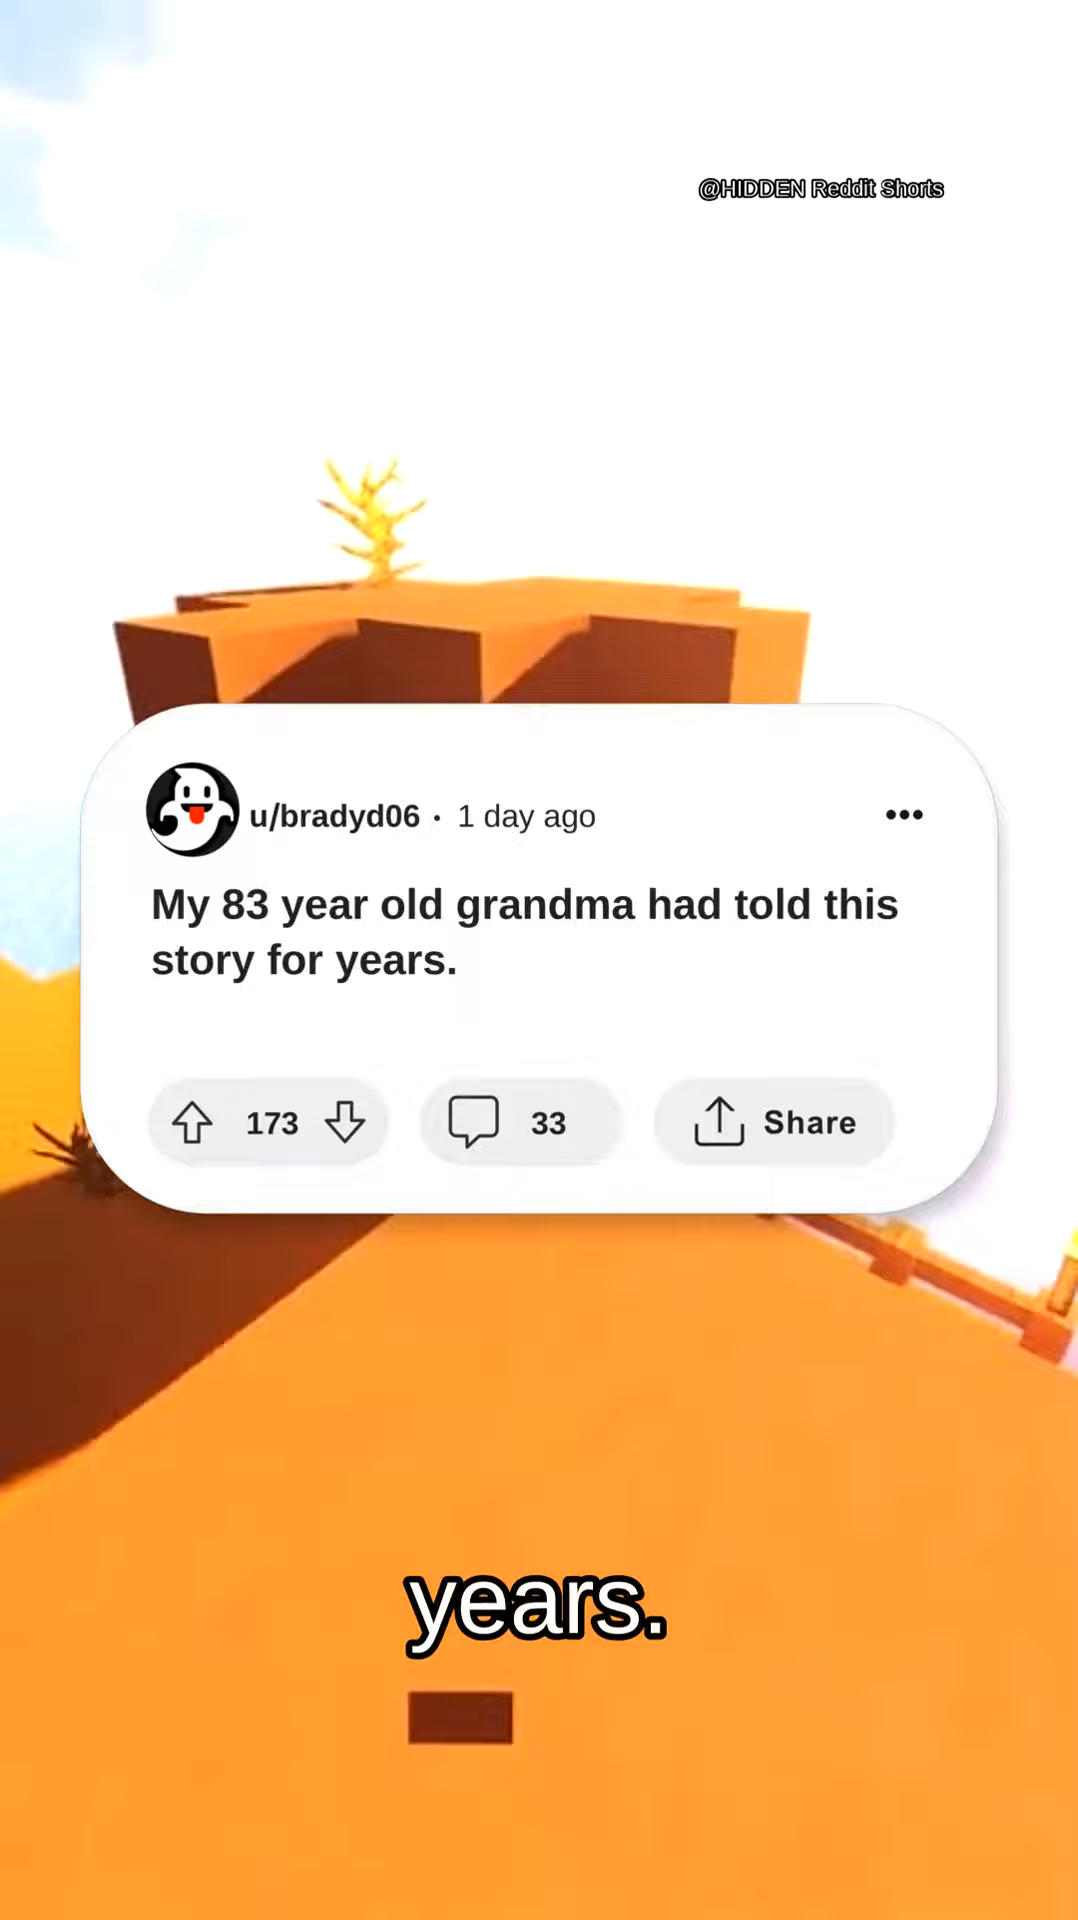 @HIDDEN Reddit Shorts
u/bradyd06 • 1 day ago
My 83 year old grandma had told this
story for years.
173
33
Share
years.